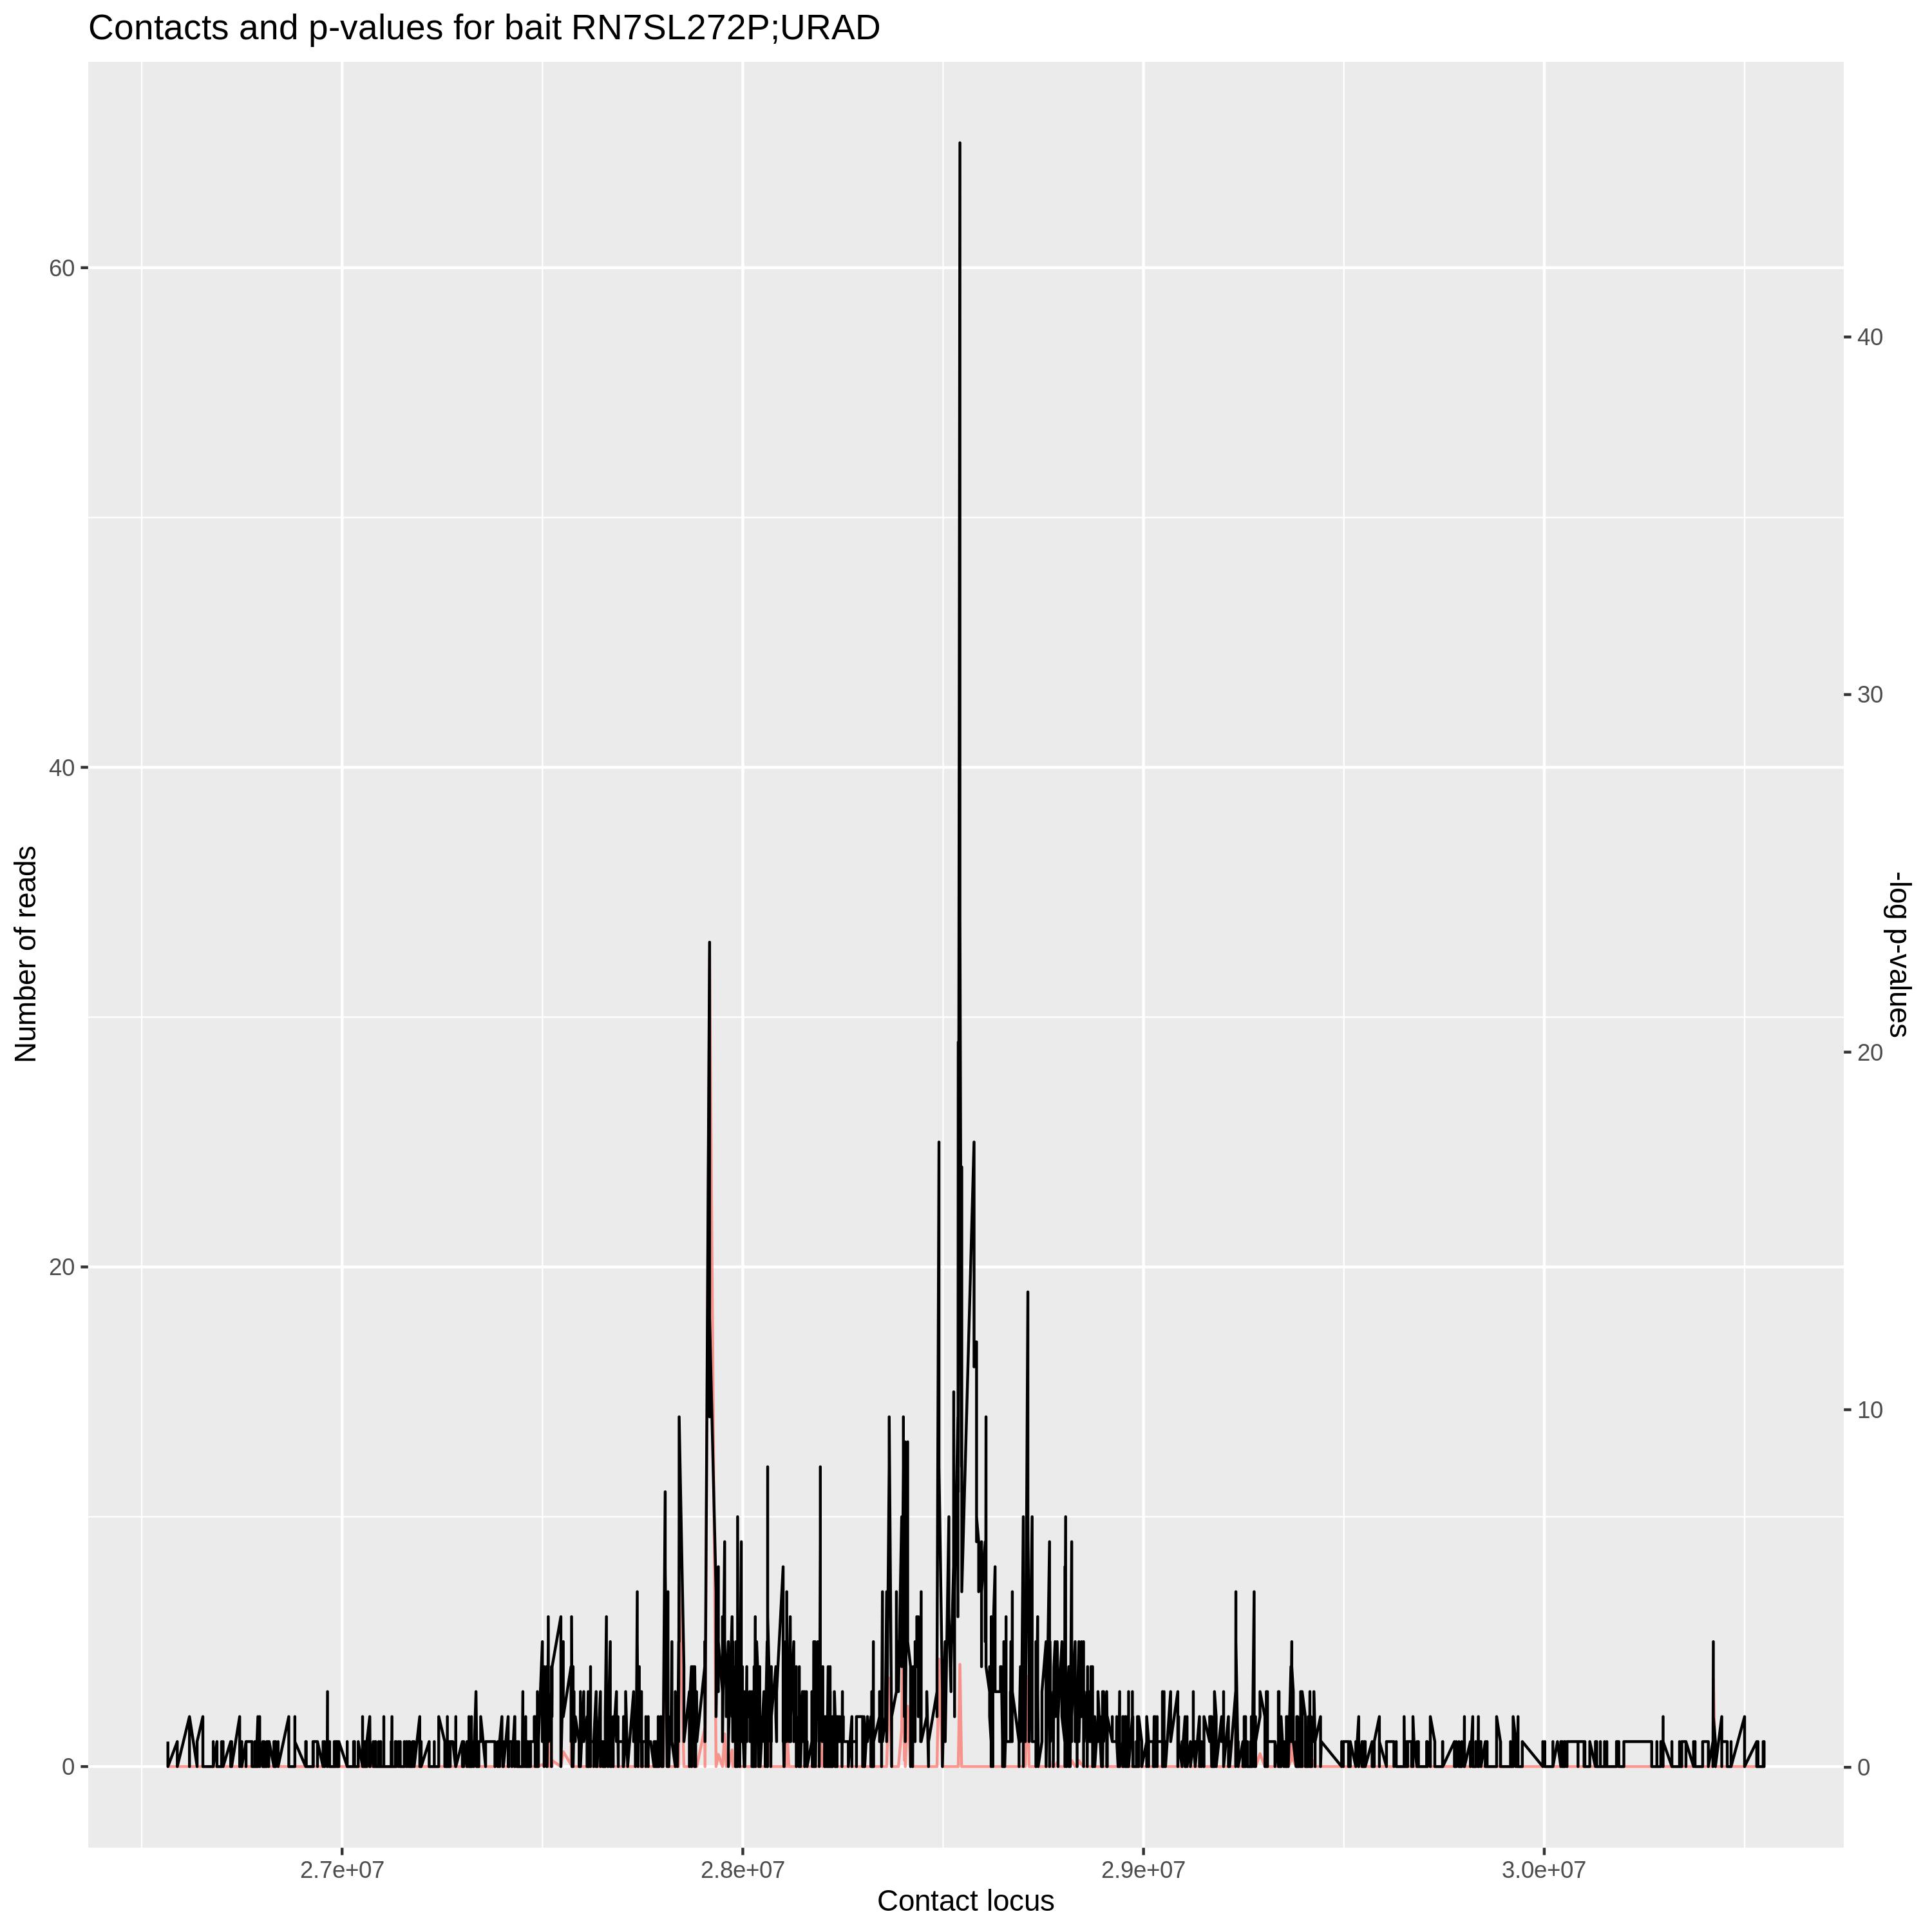 Contacts and p-values for bait RN7SL272P;URAD
60
40
20
0
Number of reads
40
30
20
10
0
-log p-values
2.7e+07
2.8e+07
2.9e+07
3.0e+07
Contact locus